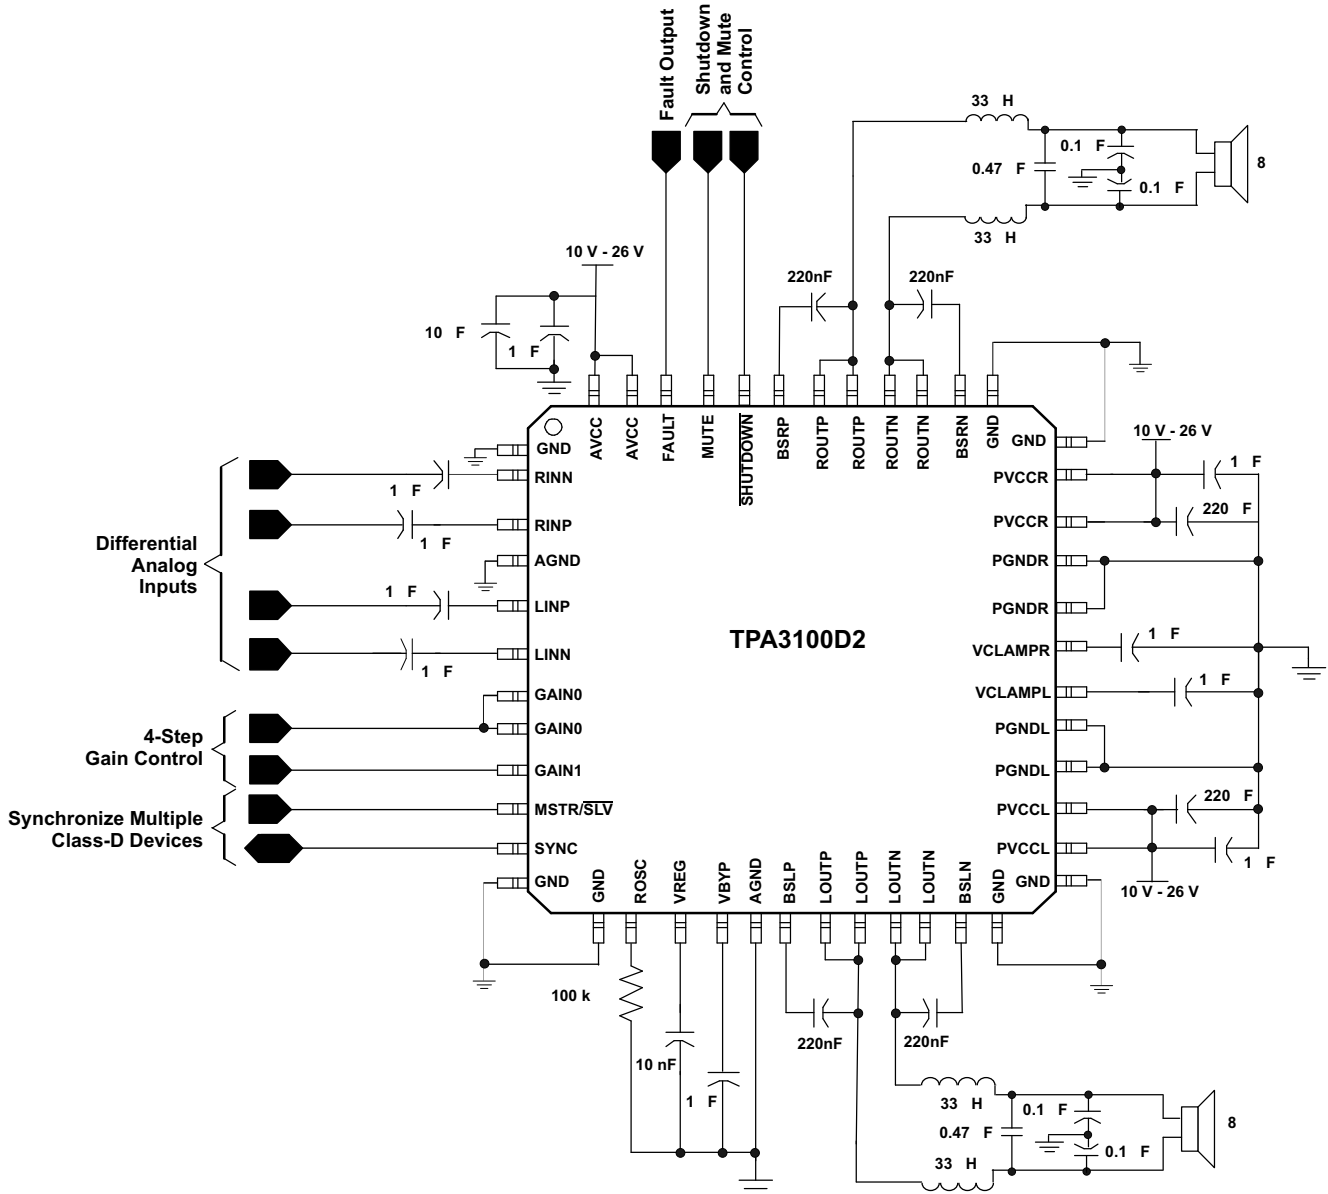 Fault Output
Shutdown
and Mute
Control
33 H
0.1 F
0.47 F
0.1 F
8
33 H
10 V - 26 V
220nF
220nF
10 F
1 F
AVCC
AVCC
FAULT
MUTE
SHUTDOWN
BSRP
ROUTP
ROUTP
ROUTN
ROUTN
BSRN
GND
GND
RINN
RINP
AGND
LINP
LINN
GAIN0
GAIN0
GAIN1
MSTR/SLV
SYNC
GND
1 F
1 F
1 F
1 F
Differential
Analog
Inputs
4-Step
Gain Control
Synchronize Multiple
Class-D Devices
TPA3100D2
GND
PVCCR
PVCCR
PGNDR
PGNDR
VCLAMPR
VCLAMPL
PGNDL
PGNDL
PVCCL
PVCCL
GND
10 V - 26 V
1 F
220 F
1 F
1 F
220 F
1 F
10 V - 26 V
GND
ROSC
VREG
VBYP
AGND
BSLP
LOUTP
LOUTP
LOUTN
LOUTN
BSLN
GND
100 k
10 nF
1 F
220nF
220nF
33 H
0.1 F
0.47 F
0.1 F
33 H
8